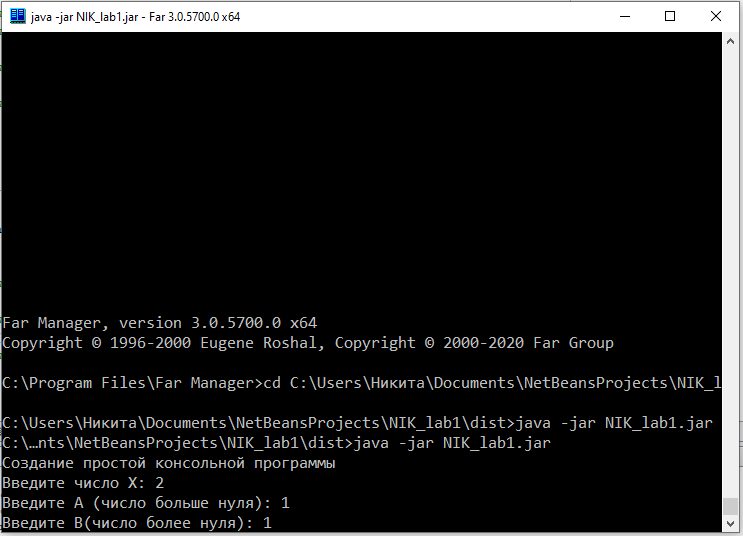 java -jar NIK_lab1.jar - Far 3.0.5700.0 x64
Far Manager, version 3.0.5700.0 x64
Copyright © 1996-2000 Eugene Roshal, Copyright © 2000-2020 Far Group
C:\Program Files\Far Manager>cd C:\Users\Никита\Documents\NetBeansProjects\NIK_l
C:\Users\Никита\Documents\NetBeansProjects\NIK_lab1\dist>java -jar NIK_lab1.jar
C:\…nts\NetBeansProjects\NIK_lab1\dist>java -jar NIK_lab1.jar
Создание простой консольной программы
Введите число X: 2
Введите A (число больше нуля): 1
Введите B(число более нуля): 1